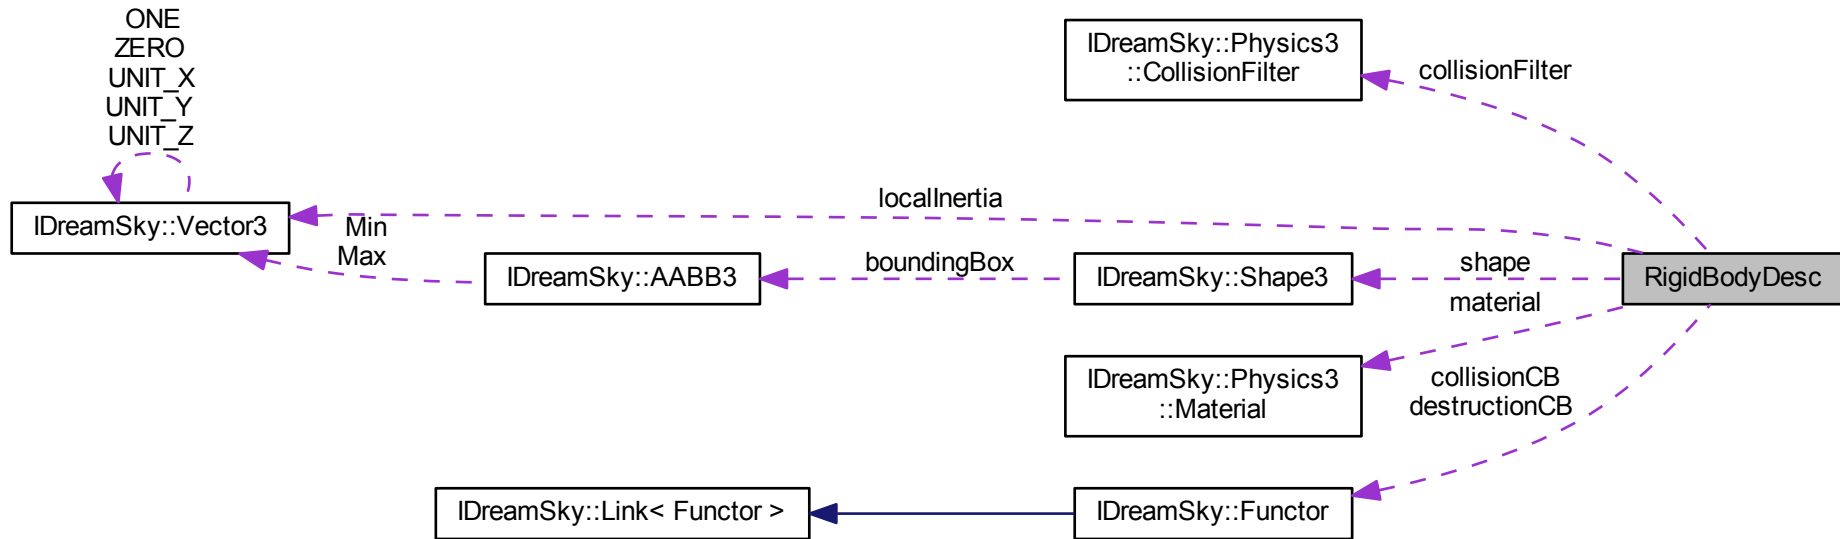 ONE
ZERO
UNIT_X
UNIT_Y
UNIT_Z
IDreamSky::Vector3
Min
Max
IDreamSky::AABB3
localInertia
boundingBox
IDreamSky::Physics3
::CollisionFilter
collisionFilter
IDreamSky::Shape3
shape
RigidBodyDesc
material
IDreamSky::Physics3
::Material
collisionCB
destructionCB
IDreamSky::Link< Functor >
IDreamSky::Functor